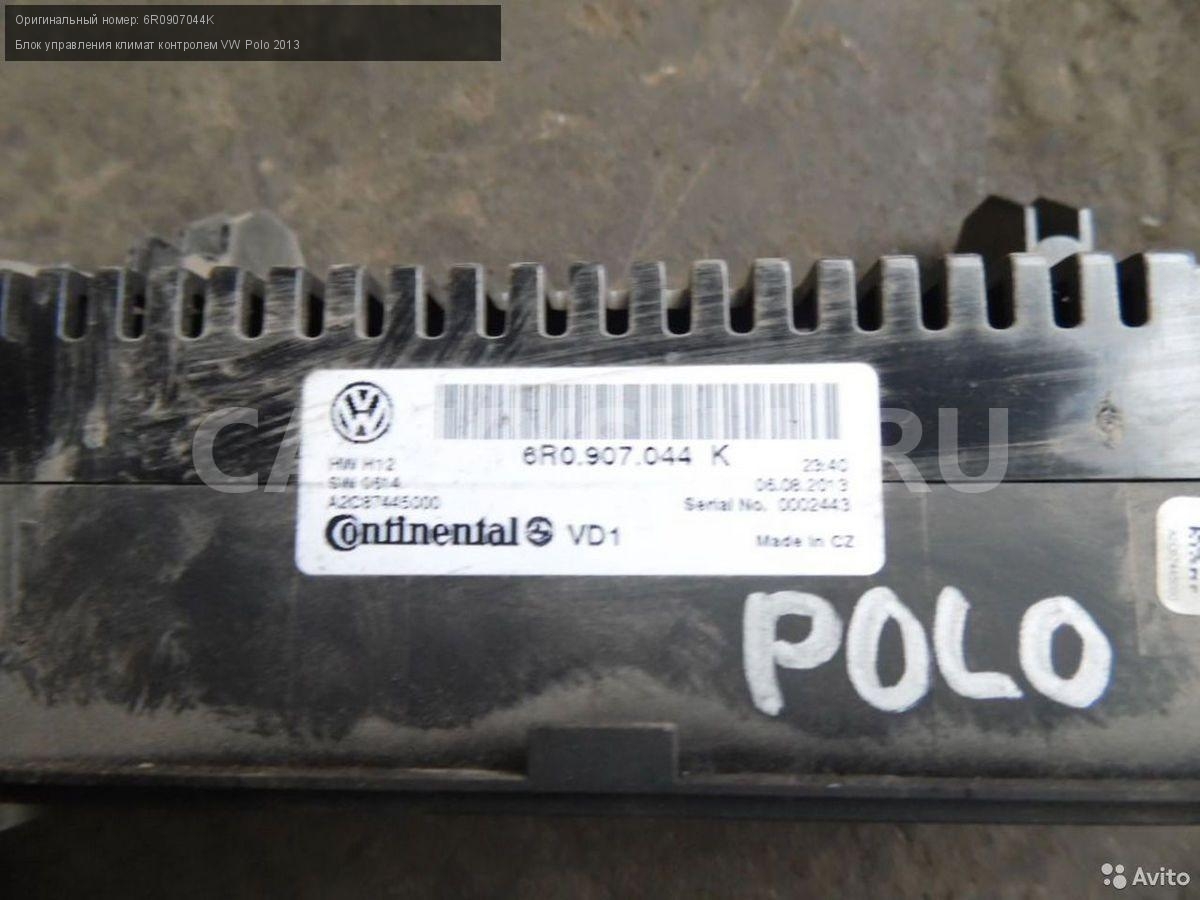 Оригинальный номер: 6R0907044K
Блок управления климат контролем VW Polo 2013
6R0.907.044 K
HW H12
23:40
SW 0614
06.08.2013
A2C87445000
Serial No. 0002443
Continental VD1
Made in CZ
POLO
Avito